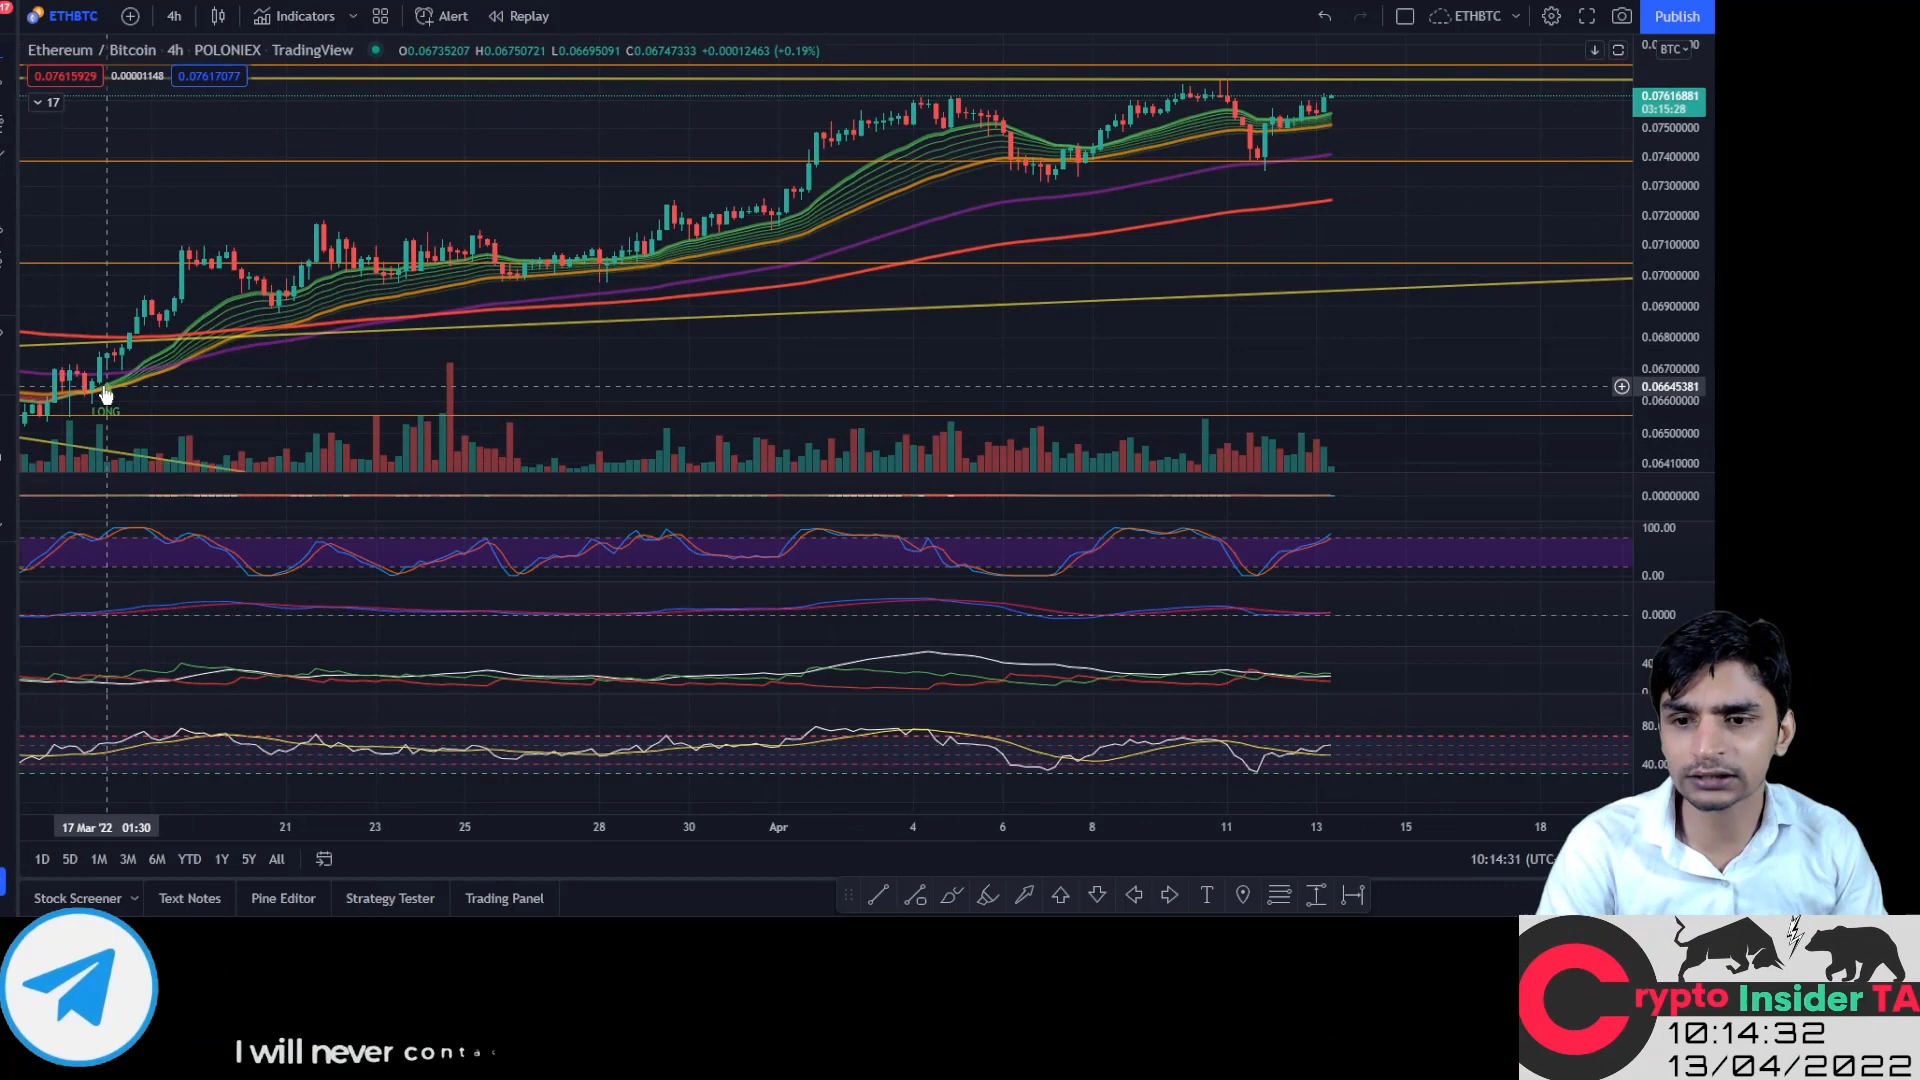 17
ETHBTC 4h Indicators Alert Replay ETHBTC Publish
Ethereum / Bitcoin 4h POLONIEX TradingView O0.06735207 H0.06750721 L0.06695091 C0.06747333 +0.00012463 (+0.19%)
BTC
0.07615929 0.00001148 0.07617077
17
0.07616881
03:15:28
0.07500000
0.07400000
0.07300000
0.07200000
0.07100000
0.07000000
0.06900000
0.06800000
0.06700000
0.06645381
0.06600000
LONG
0.06500000
0.06410000
0.00000000
100.00
0.00
0.0000
40
80.
40.00
17 Mar '22 01:30 21 23 25 28 30 Apr 4 6 8 11 13 15 18
1D 5D 1M 3M 6M YTD 1Y 5Y All 10:14:31 (UTC
Stock Screener Text Notes Pine Editor Strategy Tester Trading Panel
T
I will never conta
Crypto Insider TA
10:14:32
13/04/2022